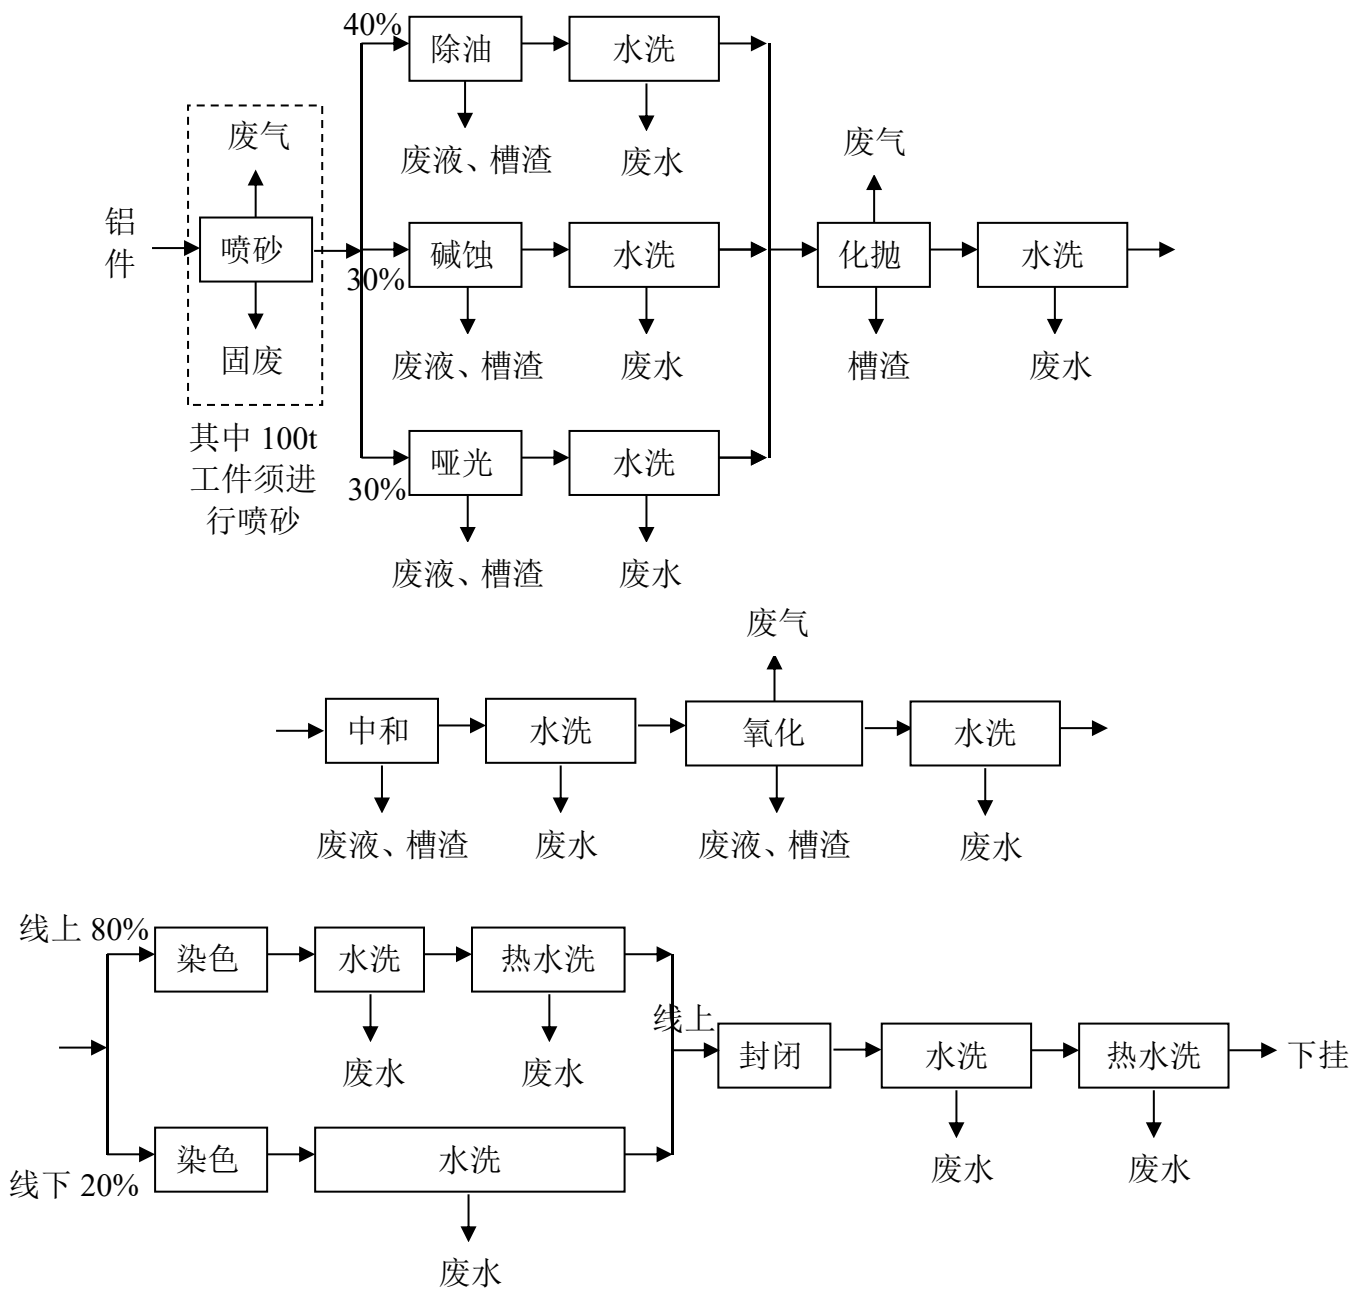 40%
除油
水洗
废液、槽渣
废水
废气
铝
件
喷砂
固废
其中 100t
工件须进
行喷砂
30%
碱蚀
水洗
废液、槽渣
废水
30%
哑光
水洗
废液、槽渣
废水
废气
化抛
水洗
槽渣
废水
废气
中和
水洗
氧化
水洗
废液、槽渣
废水
废液、槽渣
废水
线上 80%
染色
水洗
热水洗
废水
废水
线下 20%
染色
水洗
废水
线上
封闭
水洗
热水洗
下挂
废水
废水